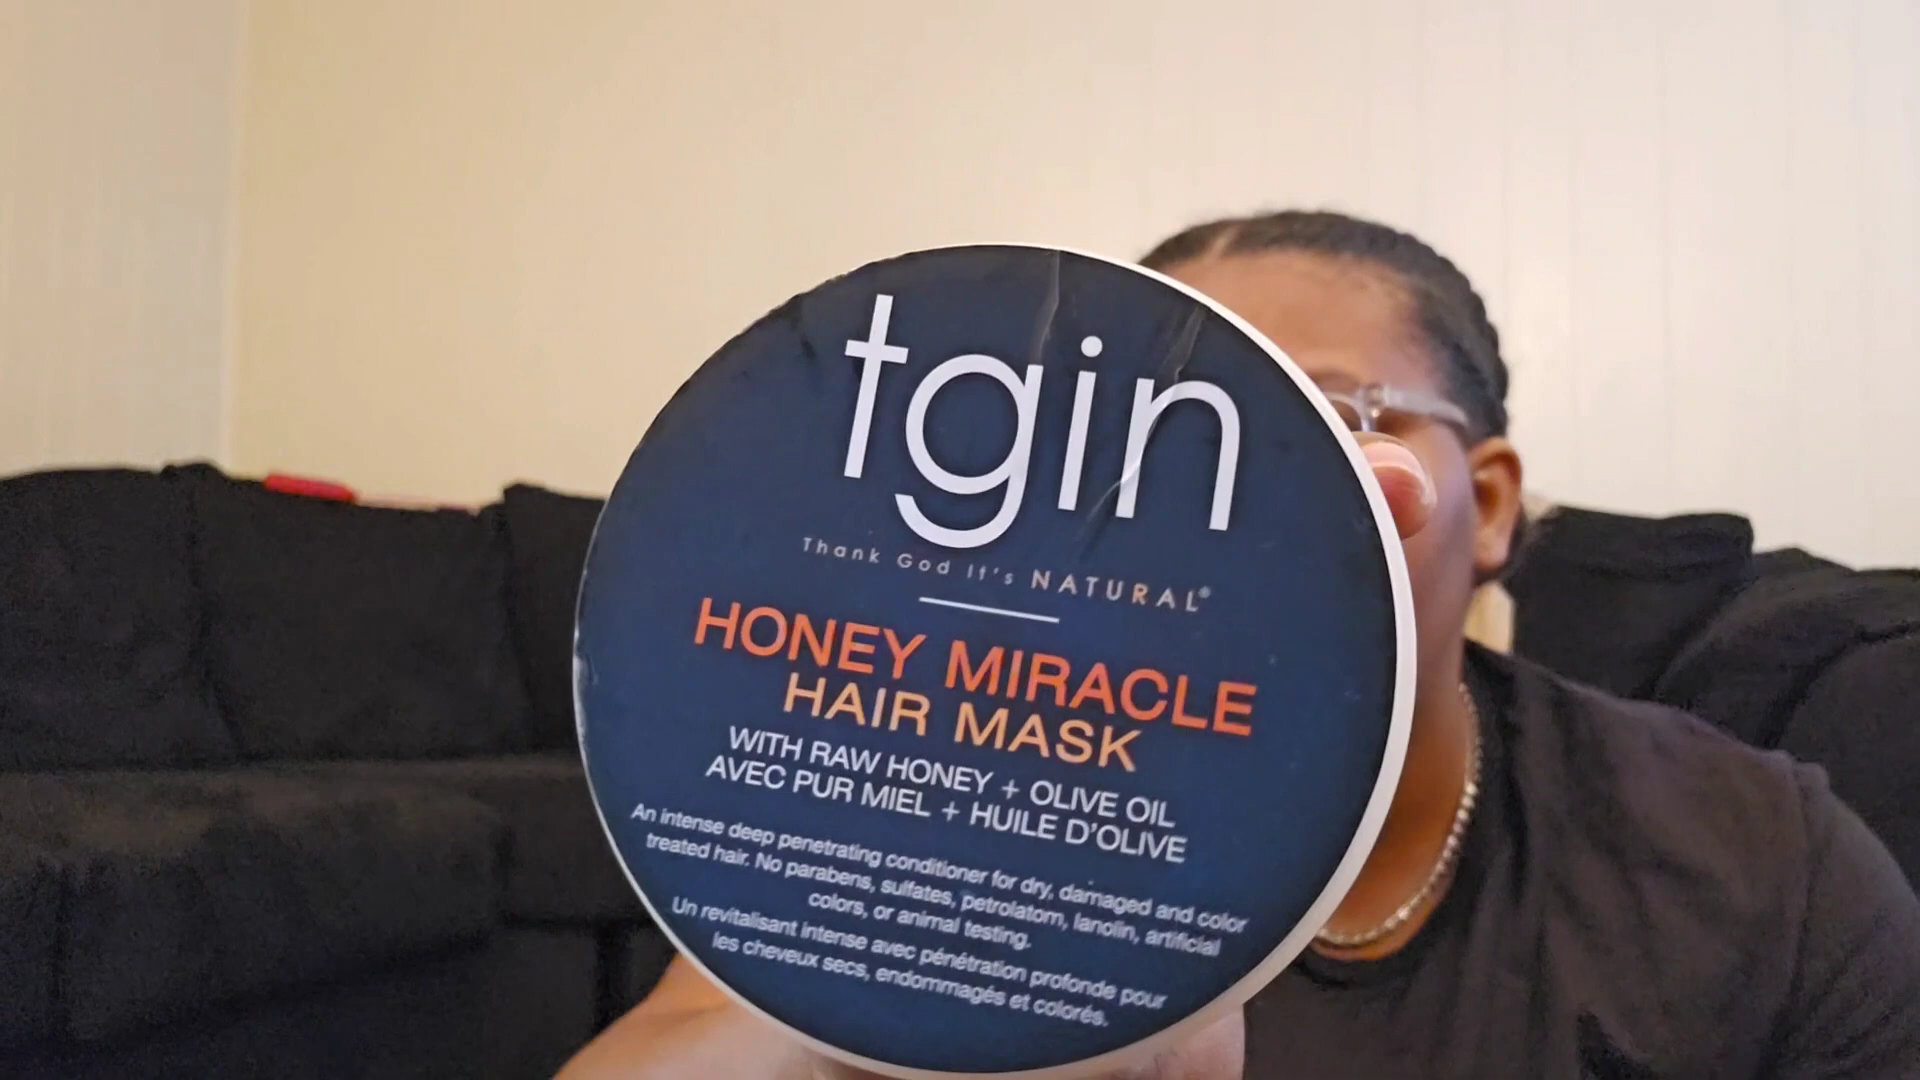 tgin
Thank God It's NATURAL®
HONEY MIRACLE
HAIR MASK
WITH RAW HONEY + OLIVE OIL
AVEC PUR MIEL + HUILE D'OLIVE
An intense deep penetrating conditioner for dry, damaged and color
treated hair. No parabens, sulfates, petrolatom, lanolin, artificial
colors, or animal testing.
Un revitalisant intense avec pénétration profonde pour
les cheveux secs, endommagés et colorés.